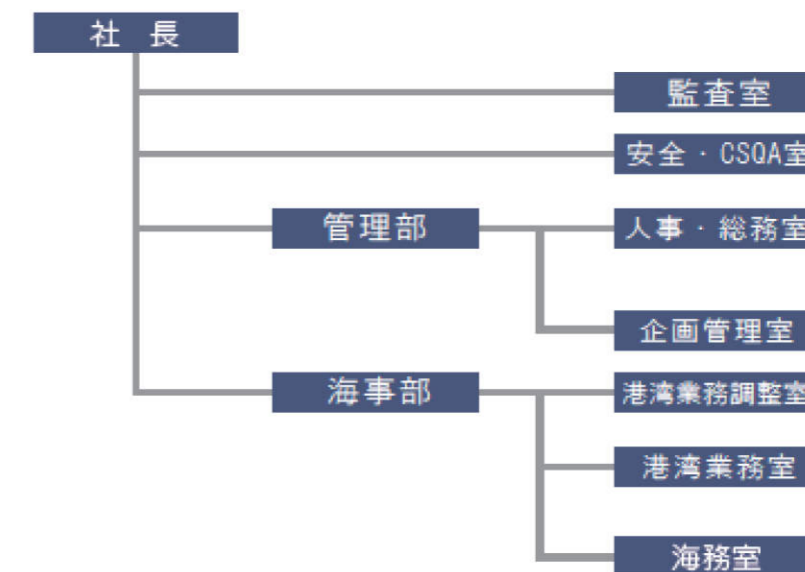 社 長
監査室
安全・CSQA室
管理部
人事・総務室
企画管理室
海事部
港湾業務調整室
港湾業務室
海務室